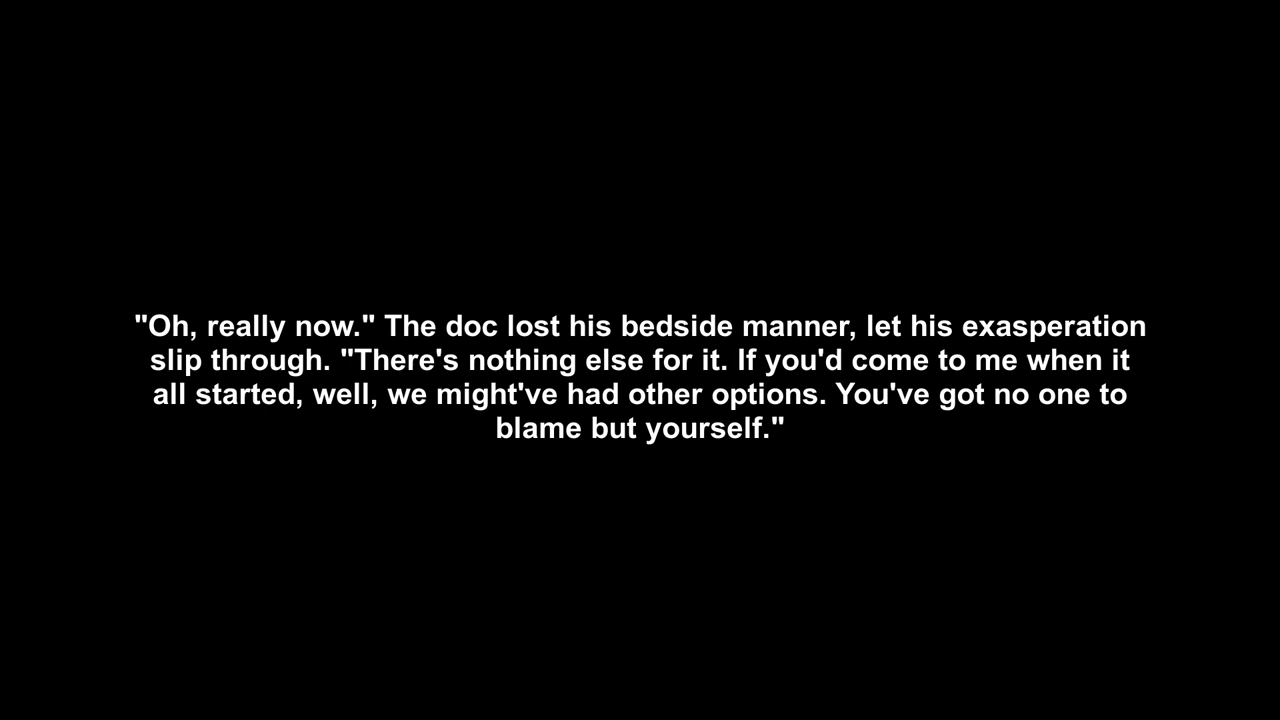 "Oh, really now." The doc lost his bedside manner, let his exasperation
slip through. "There's nothing else for it. If you'd come to me when it
all started, well, we might've had other options. You've got no one to
blame but yourself."